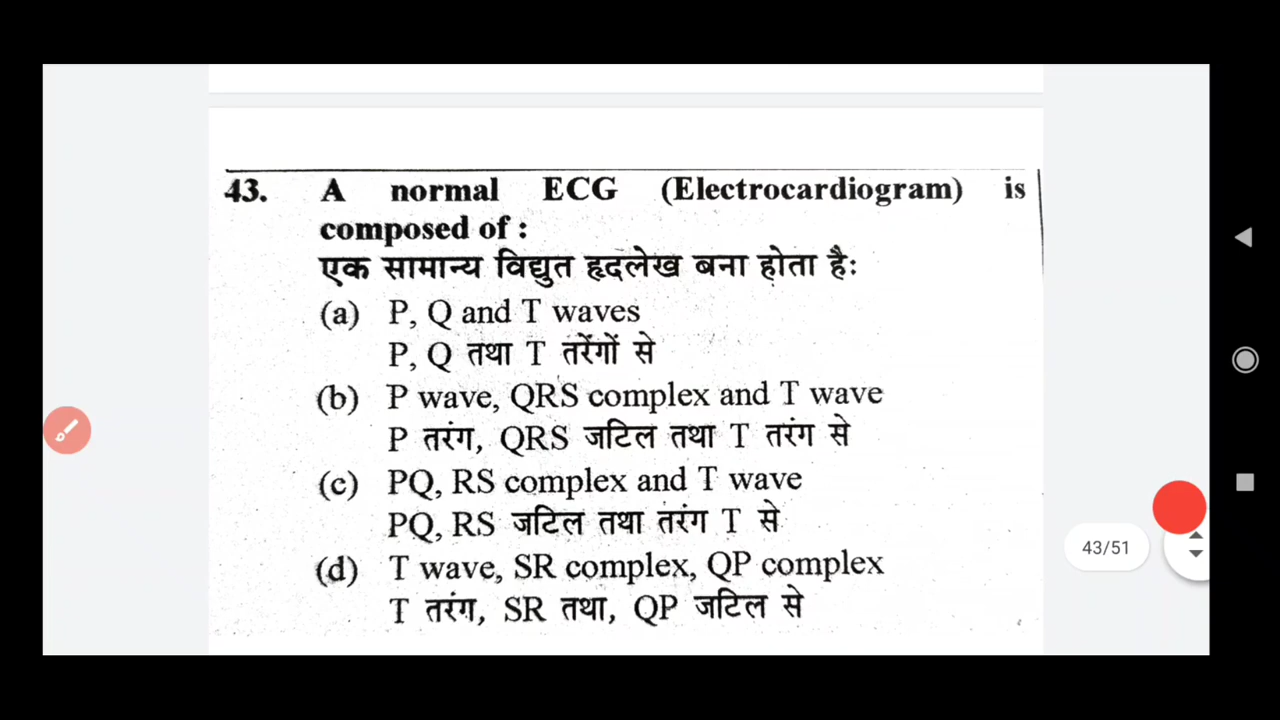 43. A normal ECG (Electrocardiogram) is
composed of :
एक सामान्य विद्युत हृदलेख बना होता हैः
(a) P, Q and T waves
P, Q तथा T तरेंगों से
(b) P wave, QRS complex and T wave
P तरंग, QRS जटिल तथा T तरंग से
(c) PQ, RS complex and T wave
PQ, RS जटिल तथा तरंग T से
(d) T wave, SR complex, QP complex
T तरंग, SR तथा, QP जटिल से
43/51